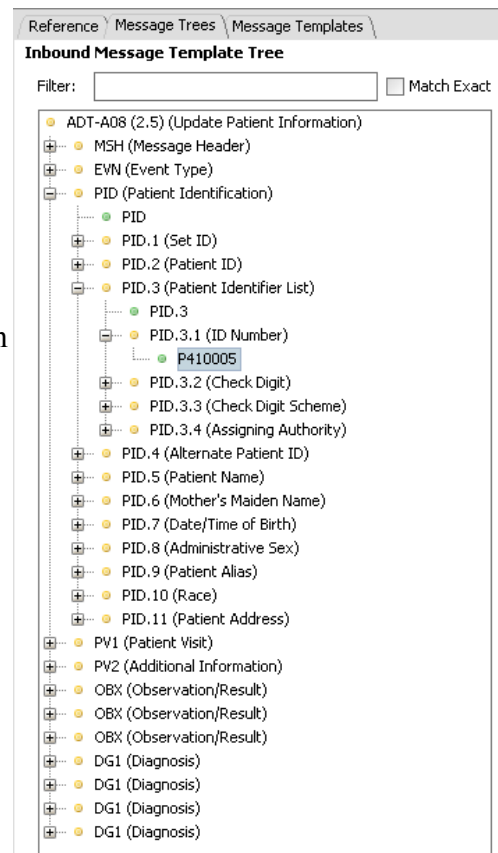 Reference Message Trees Message Templates
Inbound Message Template Tree
Filter: Match Exact
ADT-A08 (2.5) (Update Patient Information)
MSH (Message Header)
EVN (Event Type)
PID (Patient Identification)
PID
PID.1 (Set ID)
PID.2 (Patient ID)
PID.3 (Patient Identifier List)
PID.3
PID.3.1 (ID Number)
P410005
PID.3.2 (Check Digit)
PID.3.3 (Check Digit Scheme)
PID.3.4 (Assigning Authority)
PID.4 (Alternate Patient ID)
PID.5 (Patient Name)
PID.6 (Mother's Maiden Name)
PID.7 (Date/Time of Birth)
PID.8 (Administrative Sex)
PID.9 (Patient Alias)
PID.10 (Race)
PID.11 (Patient Address)
PV1 (Patient Visit)
PV2 (Additional Information)
OBX (Observation/Result)
OBX (Observation/Result)
OBX (Observation/Result)
DG1 (Diagnosis)
DG1 (Diagnosis)
DG1 (Diagnosis)
DG1 (Diagnosis)